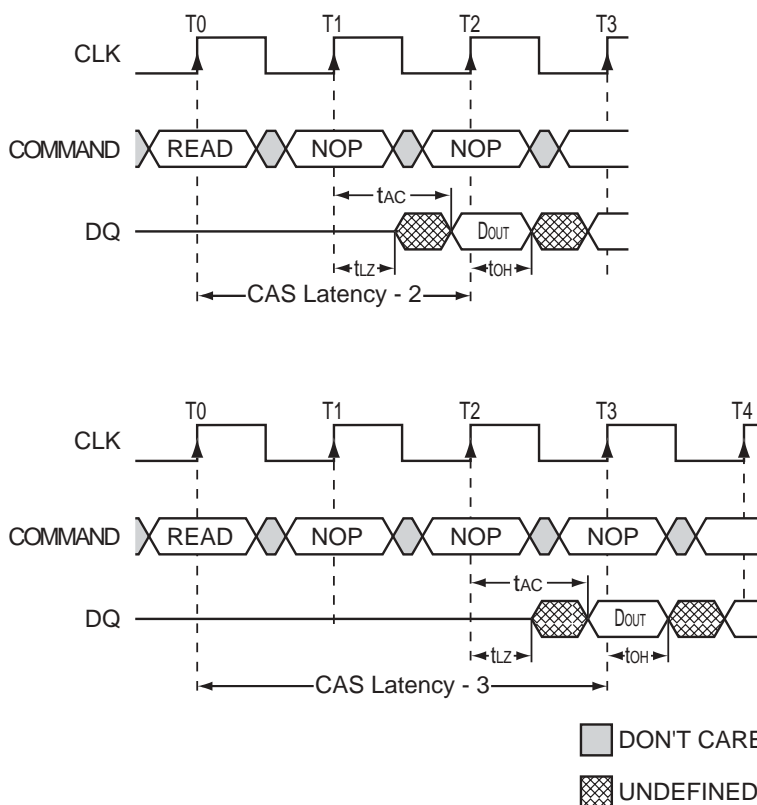 T0 T1 T2 T3
CLK
COMMAND READ NOP NOP
tAC
DQ DOUT
tLZ tOH
CAS Latency - 2
T0 T1 T2 T3 T4
CLK
COMMAND READ NOP NOP NOP
tAC
DQ DOUT
tLZ tOH
CAS Latency - 3
DON'T CARE
UNDEFINED